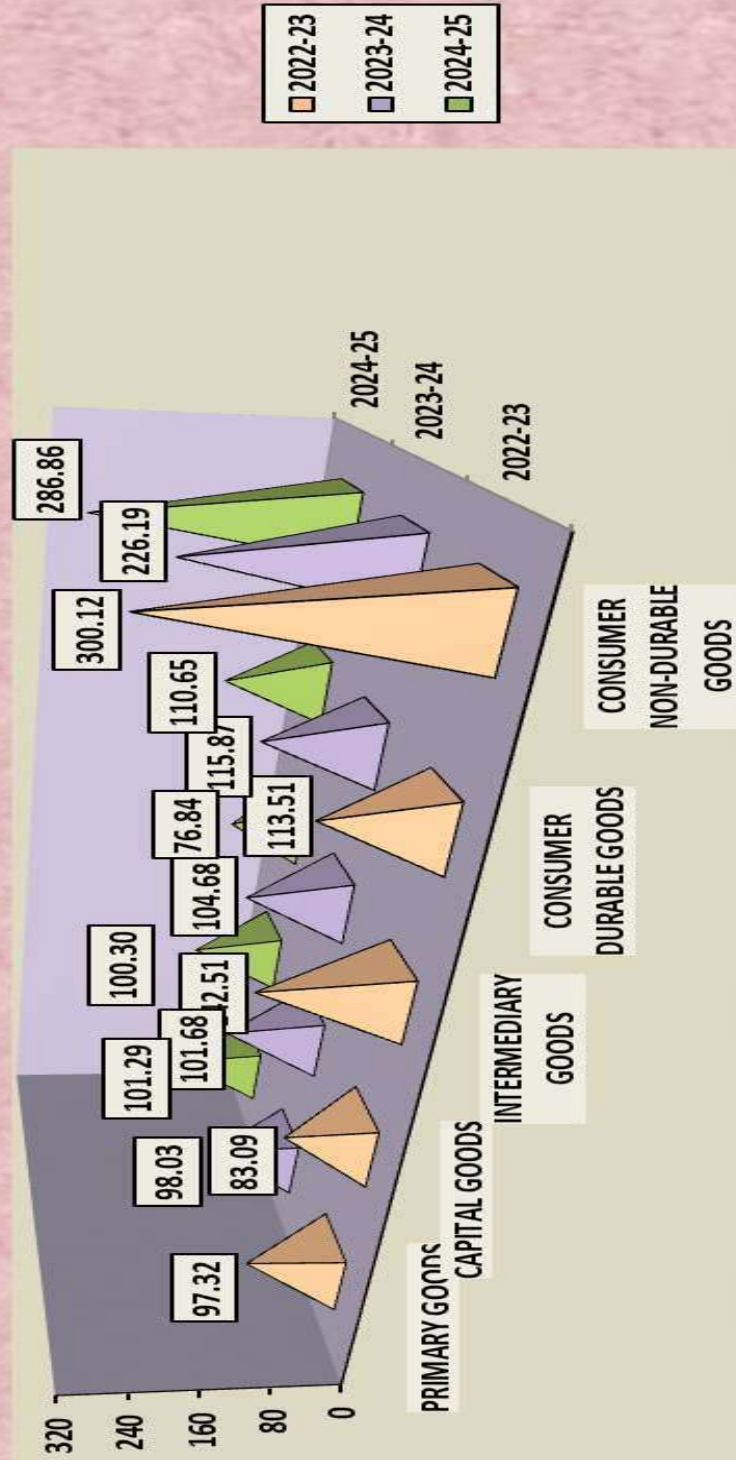 320
240
160
80
0
97.32
98.03
101.29
83.09
101.68
100.30
104.68
76.84
113.51
115.87
110.65
300.12
226.19
286.86
PRIMARY GOODS
CAPITAL GOODS
INTERMEDIARY
GOODS
CONSUMER
DURABLE GOODS
CONSUMER
NON-DURABLE
GOODS
2022-23
2023-24
2024-25
2022-23
2023-24
2024-25